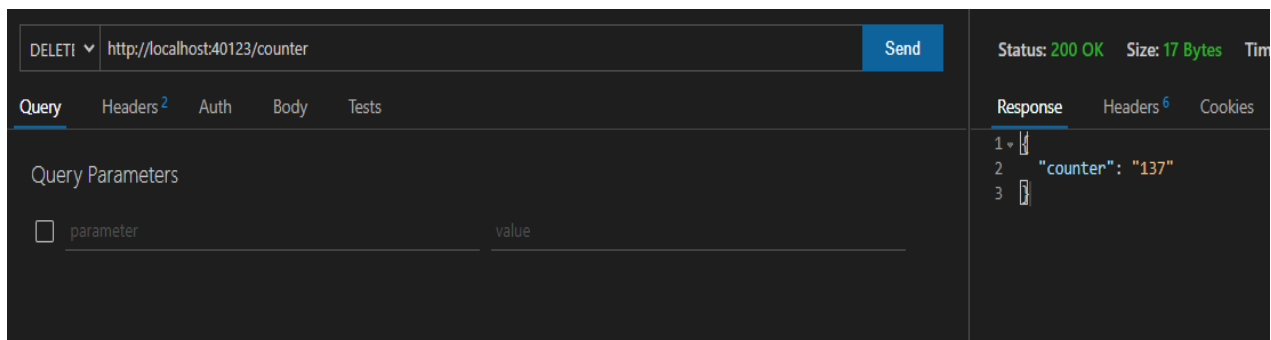 DELETE http://localhost:40123/counter Send
Query Headers 2 Auth Body Tests
Query Parameters
parameter value
Status: 200 OK Size: 17 Bytes Tim
Response Headers 6 Cookies
1 {
2 "counter": "137"
3 }